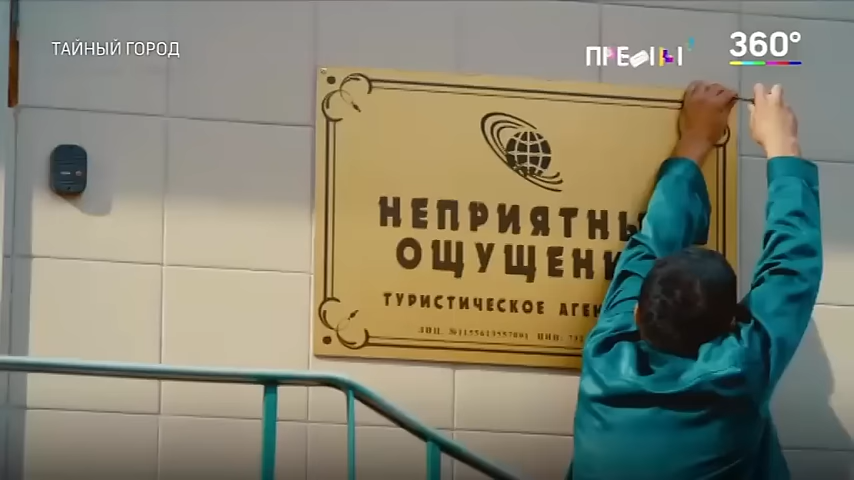 ТАЙНЫЙ ГОРОД
360°
НЕПРИЯТНЫ
ОЩУЩЕНИ
ТУРИСТИЧЕСКОЕ АГЕН